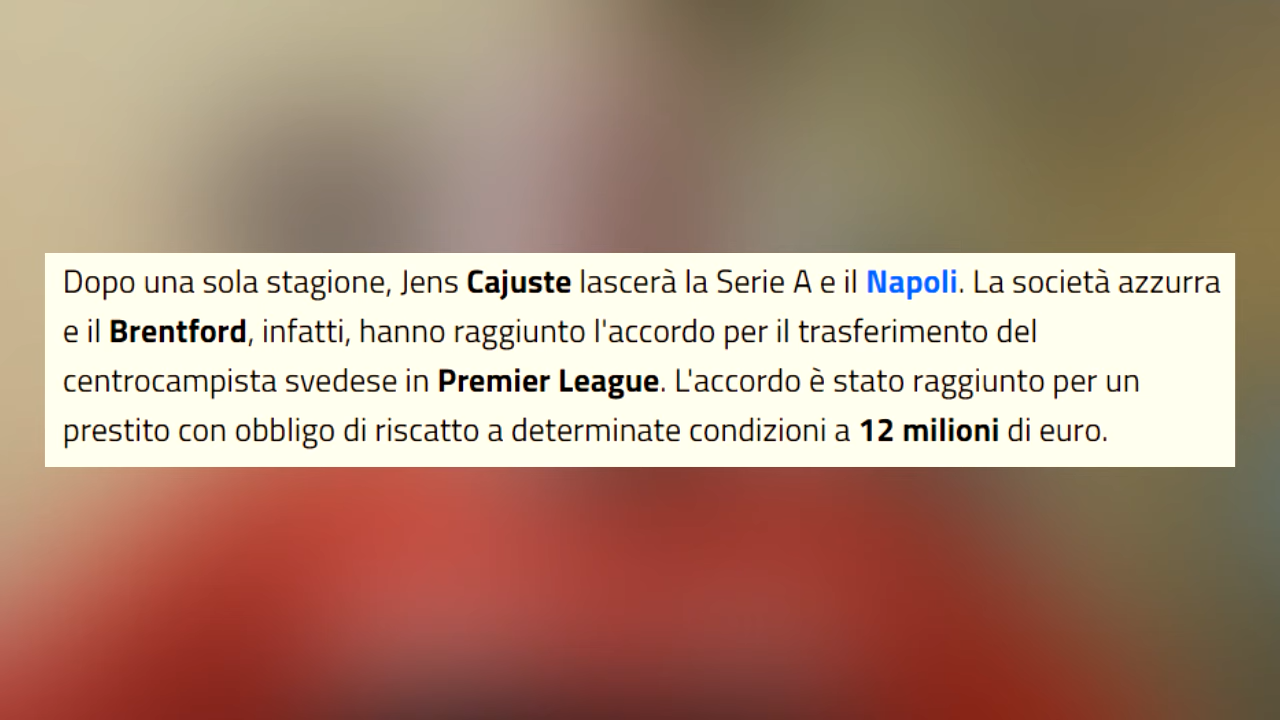 Dopo una sola stagione, Jens Cajuste lascerà la Serie A e il Napoli. La società azzurra
e il Brentford, infatti, hanno raggiunto l'accordo per il trasferimento del
centrocampista svedese in Premier League. L'accordo è stato raggiunto per un
prestito con obbligo di riscatto a determinate condizioni a 12 milioni di euro.